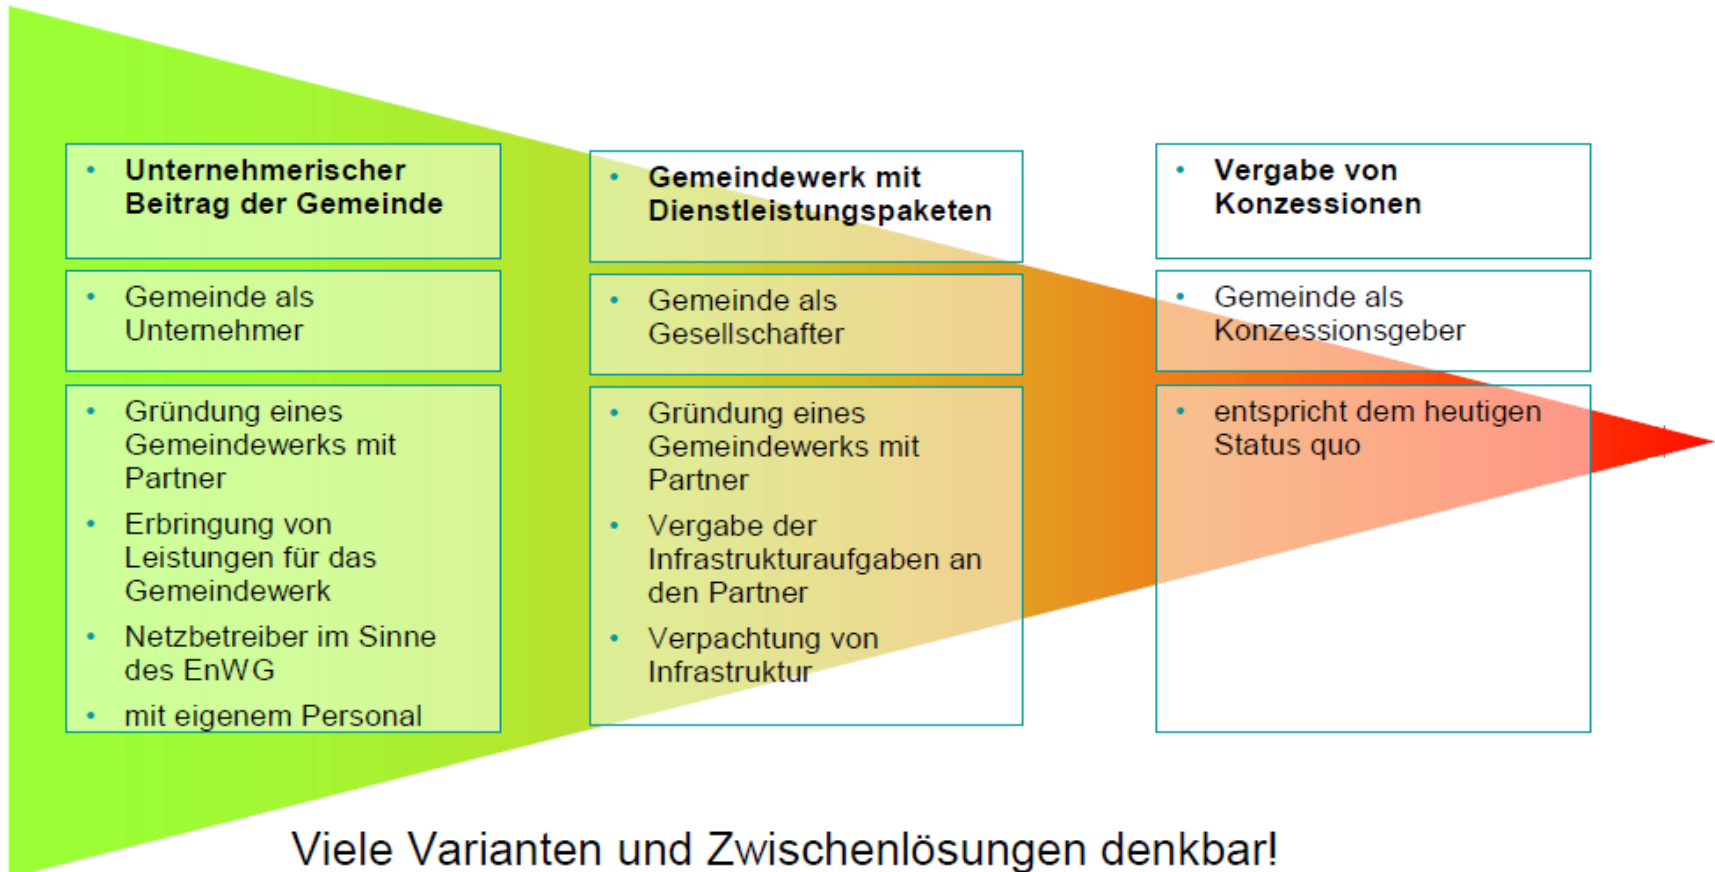 • Unternehmerischer
Beitrag der Gemeinde
• Gemeinde als
Unternehmer
• Gründung eines
Gemeindewerks mit
Partner
• Erbringung von
Leistungen für das
Gemeindewerk
• Netzbetreiber im Sinne
des EnWG
• mit eigenem Personal
• Gemeindewerk mit
Dienstleistungspaketen
• Gemeinde als
Gesellschafter
• Gründung eines
Gemeindewerks mit
Partner
• Vergabe der
Infrastrukturaufgaben an
den Partner
• Verpachtung von
Infrastruktur
• Vergabe von
Konzessionen
• Gemeinde als
Konzessionsgeber
• entspricht dem heutigen
Status quo
Viele Varianten und Zwischenlösungen denkbar!